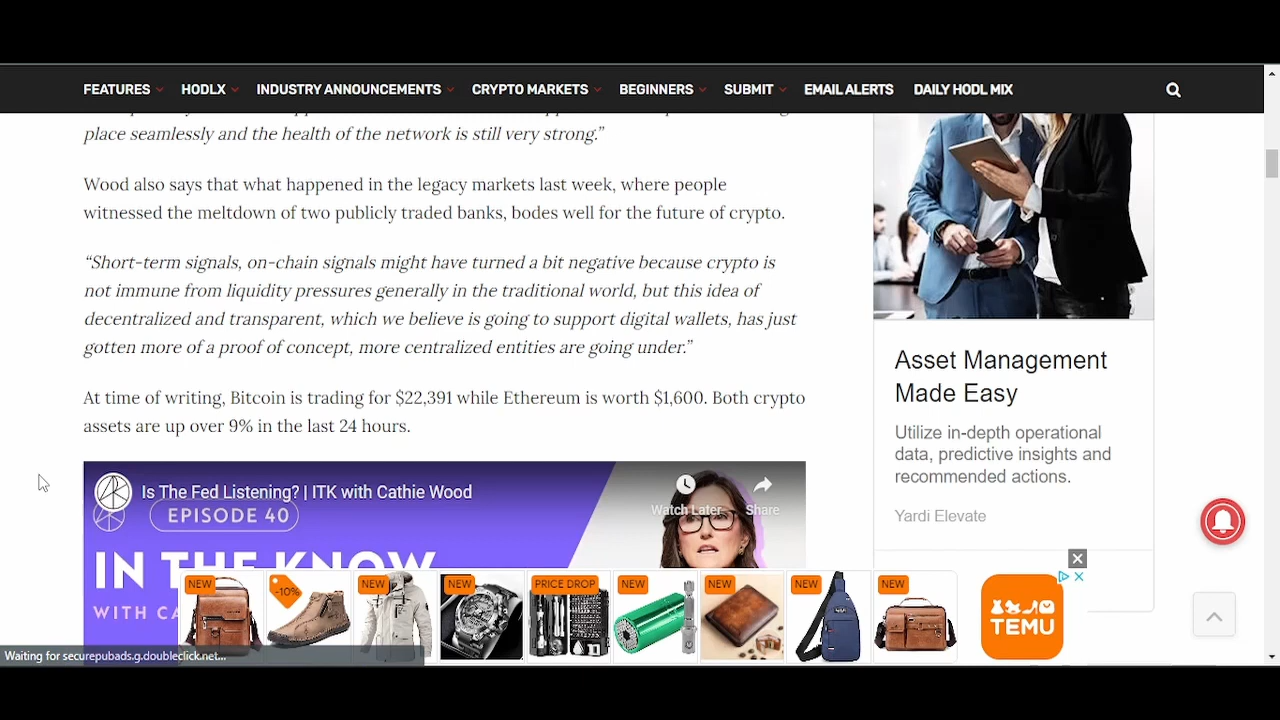 FEATURES HODLX INDUSTRY ANNOUNCEMENTS CRYPTO MARKETS BEGINNERS SUBMIT EMAIL ALERTS DAILY HODL MIX
place seamlessly and the health of the network is still very strong.”
Wood also says that what happened in the legacy markets last week, where people
witnessed the meltdown of two publicly traded banks, bodes well for the future of crypto.
“Short-term signals, on-chain signals might have turned a bit negative because crypto is
not immune from liquidity pressures generally in the traditional world, but this idea of
decentralized and transparent, which we believe is going to support digital wallets, has just
gotten more of a proof of concept, more centralized entities are going under.”
At time of writing, Bitcoin is trading for $22,391 while Ethereum is worth $1,600. Both crypto
assets are up over 9% in the last 24 hours.
Is The Fed Listening? | ITK with Cathie Wood
Watch Later Share
EPISODE 40
IN THE KNOW
WITH CA
Asset Management
Made Easy
Utilize in-depth operational
data, predictive insights and
recommended actions.
Yardi Elevate
NEW -10% NEW NEW PRICE DROP NEW NEW NEW NEW
TEMU
Waiting for securepubads.g.doubleclick.net...